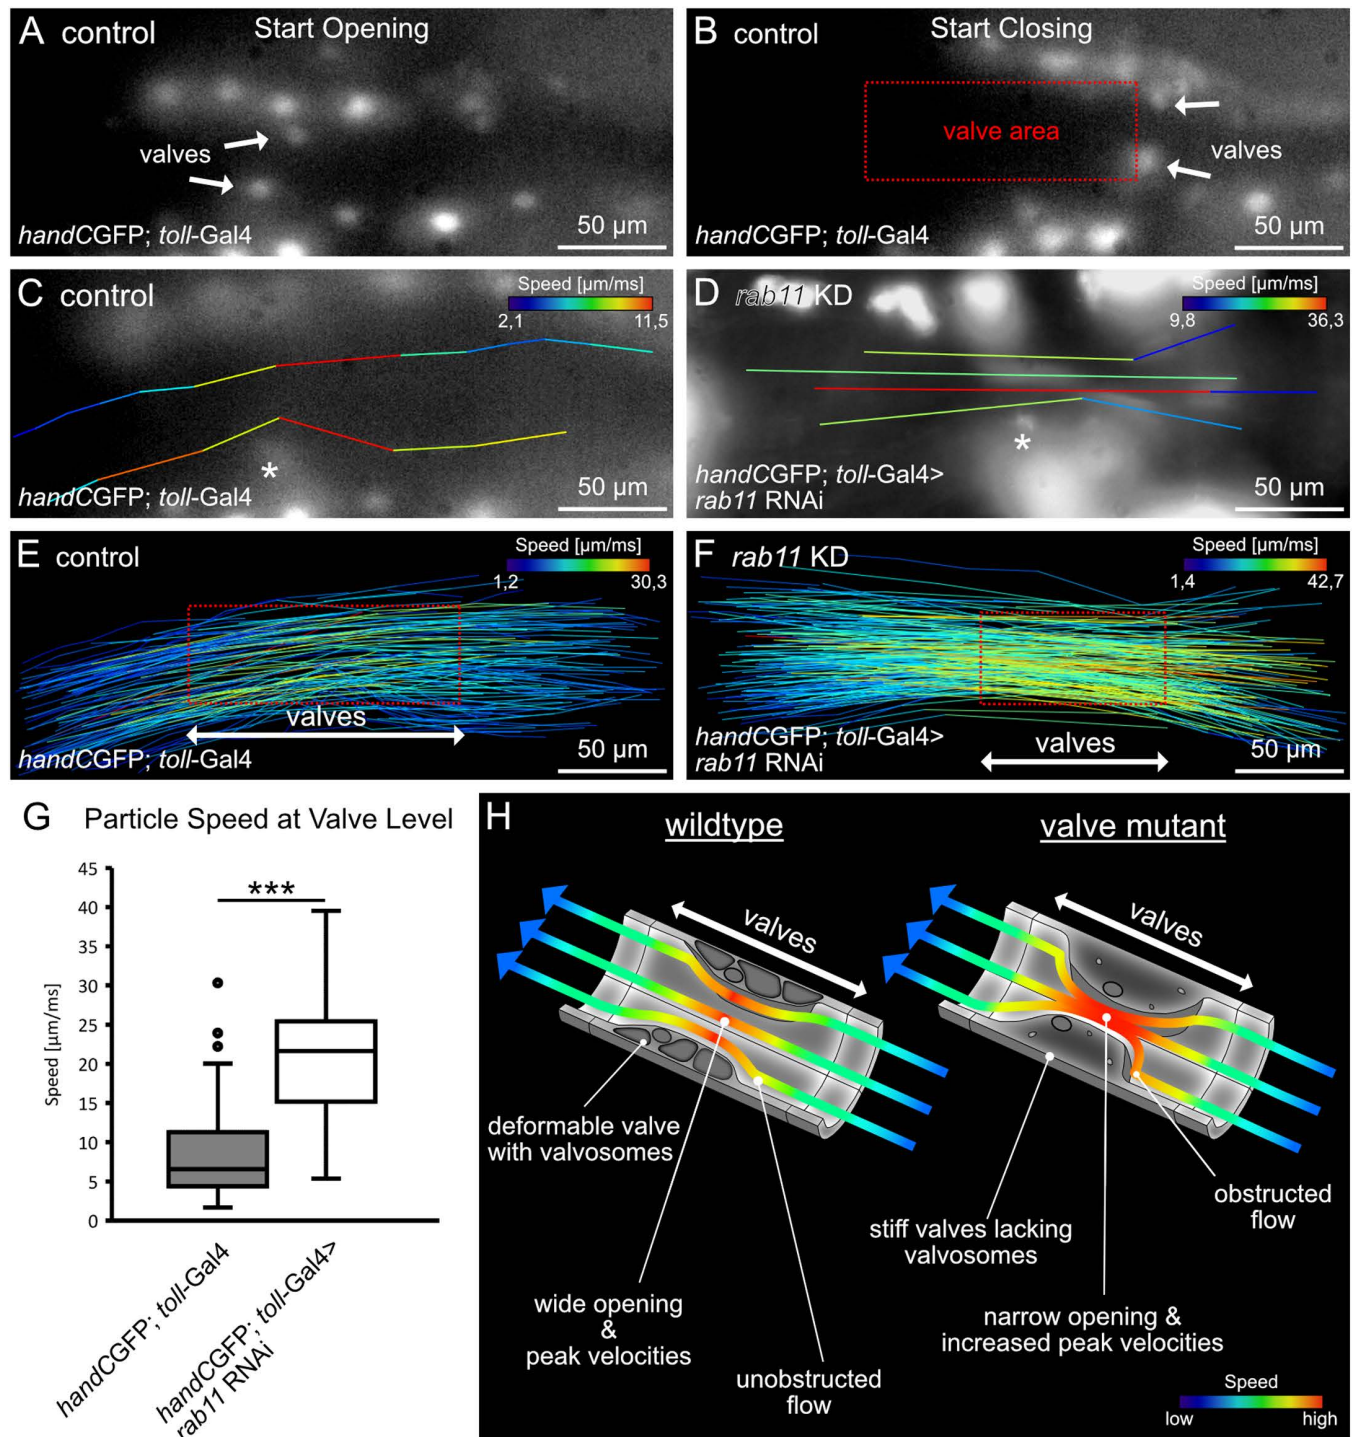 A control
Start Opening
valves
handCGFP; toll-Gal4
50 µm
B control
Start Closing
valve area
valves
handCGFP; toll-Gal4
50 µm
C control
Speed [µm/ms]
2,1 11,5
*
handCGFP; toll-Gal4
50 µm
D rab11 KD
Speed [µm/ms]
9,8 36,3
*
handCGFP; toll-Gal4>
rab11 RNAi
50 µm
E control
Speed [µm/ms]
1,2 30,3
valves
handCGFP; toll-Gal4
50 µm
F rab11 KD
Speed [µm/ms]
1,4 42,7
handCGFP; toll-Gal4>
rab11 RNAi
valves
50 µm
G Particle Speed at Valve Level
***
Speed [µm/ms]
45
40
35
30
25
20
15
10
5
0
handCGFP; toll-Gal4
handCGFP; toll-Gal4>
rab11 RNAi
H
wildtype
valve mutant
valves
valves
deformable valve
with valvosomes
wide opening
&
peak velocities
unobstructed
flow
stiff valves lacking
valvosomes
narrow opening &
increased peak velocities
obstructed
flow
Speed
low high